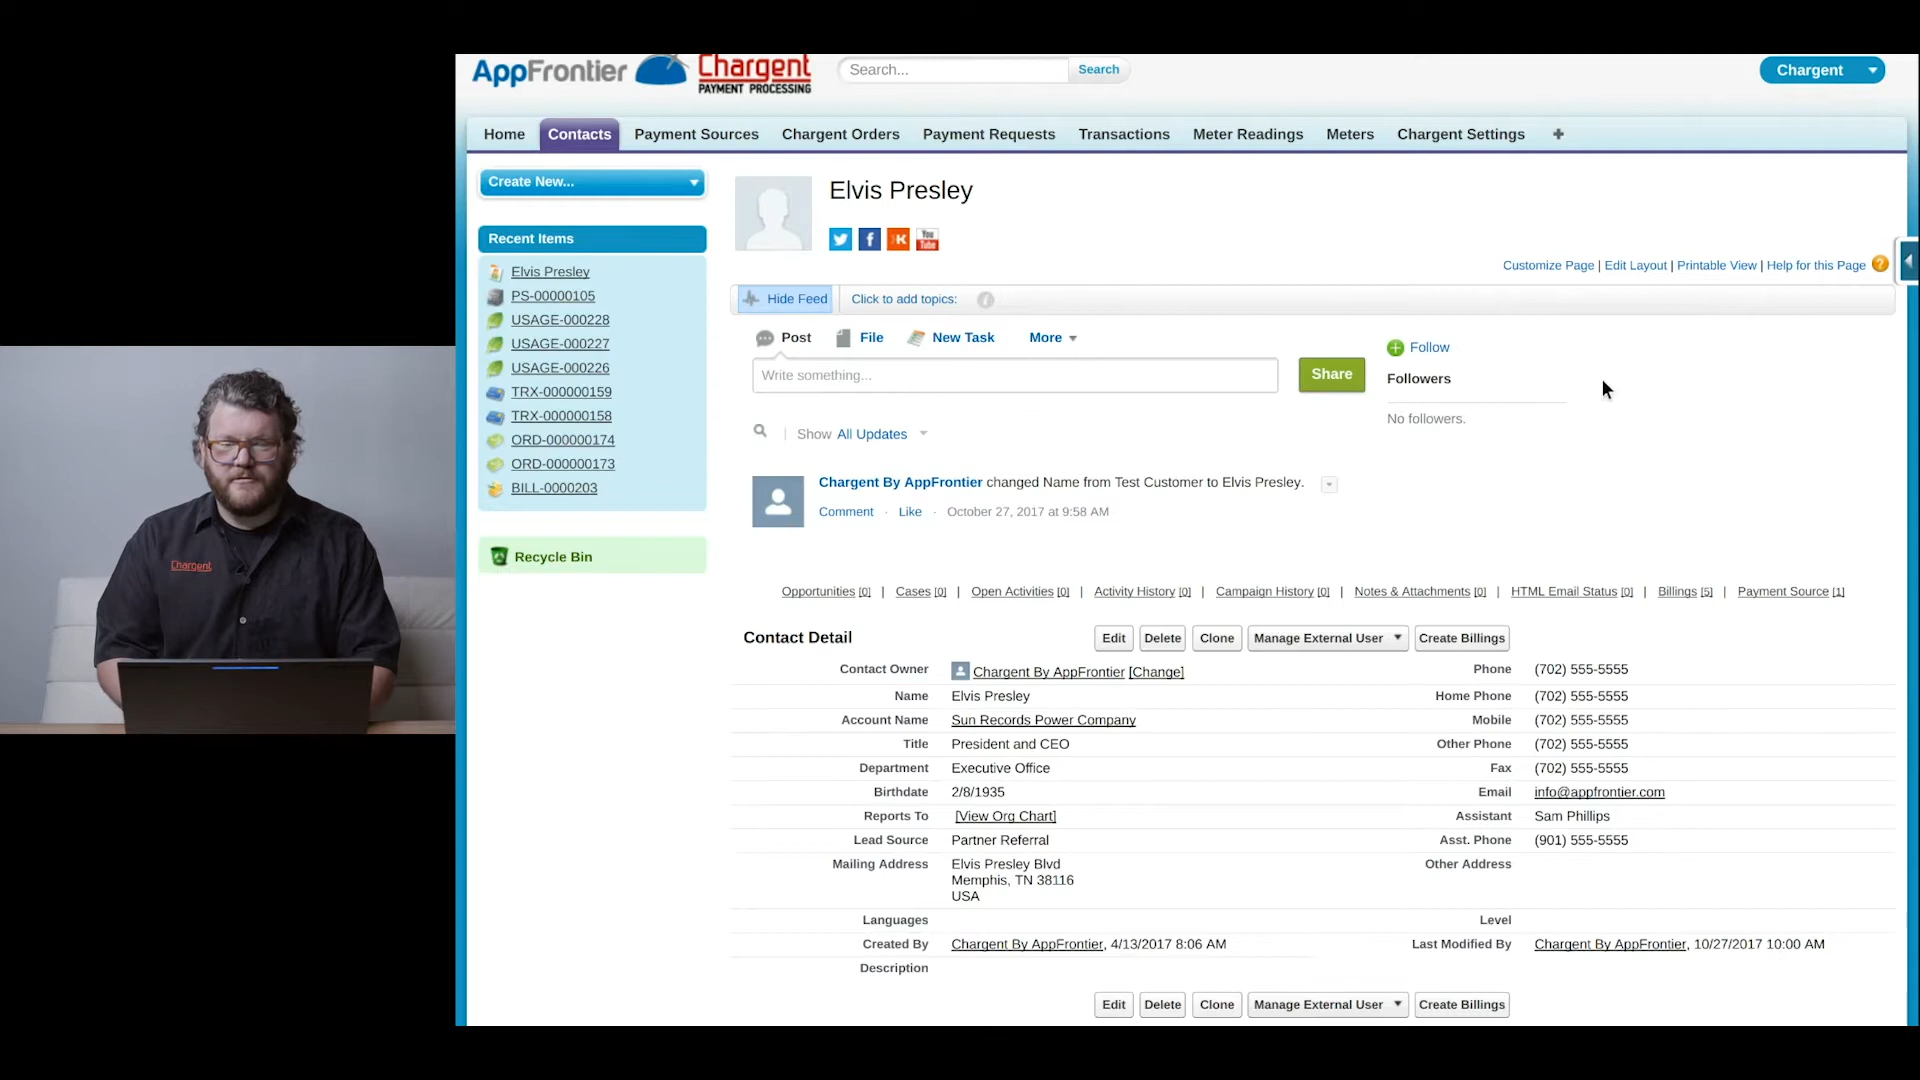 AppFrontier
Chargent
PAYMENT PROCESSING
Search...
Search
Chargent
Home
Contacts
Payment Sources
Chargent Orders
Payment Requests
Transactions
Meter Readings
Meters
Chargent Settings
Create New...
Elvis Presley
You
Tube
Recent Items
Elvis Presley
PS-00000105
USAGE-000228
USAGE-000227
USAGE-000226
TRX-000000159
TRX-000000158
ORD-000000174
ORD-000000173
BILL-0000203
Recycle Bin
Customize Page | Edit Layout | Printable View | Help for this Page ?
Hide Feed
Click to add topics:
Post
File
New Task
More
Write something...
Share
Follow
Followers
No followers.
Show All Updates
Chargent By AppFrontier changed Name from Test Customer to Elvis Presley.
Comment · Like · October 27, 2017 at 9:58 AM
Opportunities [0] | Cases [0] | Open Activities [0] | Activity History [0] | Campaign History [0] | Notes & Attachments [0] | HTML Email Status [0] | Billings [5] | Payment Source [1]
Contact Detail
Edit
Delete
Clone
Manage External User
Create Billings
Contact Owner Chargent By AppFrontier [Change] Phone (702) 555-5555
Name Elvis Presley Home Phone (702) 555-5555
Account Name Sun Records Power Company Mobile (702) 555-5555
Title President and CEO Other Phone (702) 555-5555
Department Executive Office Fax (702) 555-5555
Birthdate 2/8/1935 Email info@appfrontier.com
Reports To [View Org Chart] Assistant Sam Phillips
Lead Source Partner Referral Asst. Phone (901) 555-5555
Mailing Address Elvis Presley Blvd Other Address
Memphis, TN 38116
USA
Languages Level
Created By Chargent By AppFrontier, 4/13/2017 8:06 AM Last Modified By Chargent By AppFrontier, 10/27/2017 10:00 AM
Description
Edit
Delete
Clone
Manage External User
Create Billings
Chargent